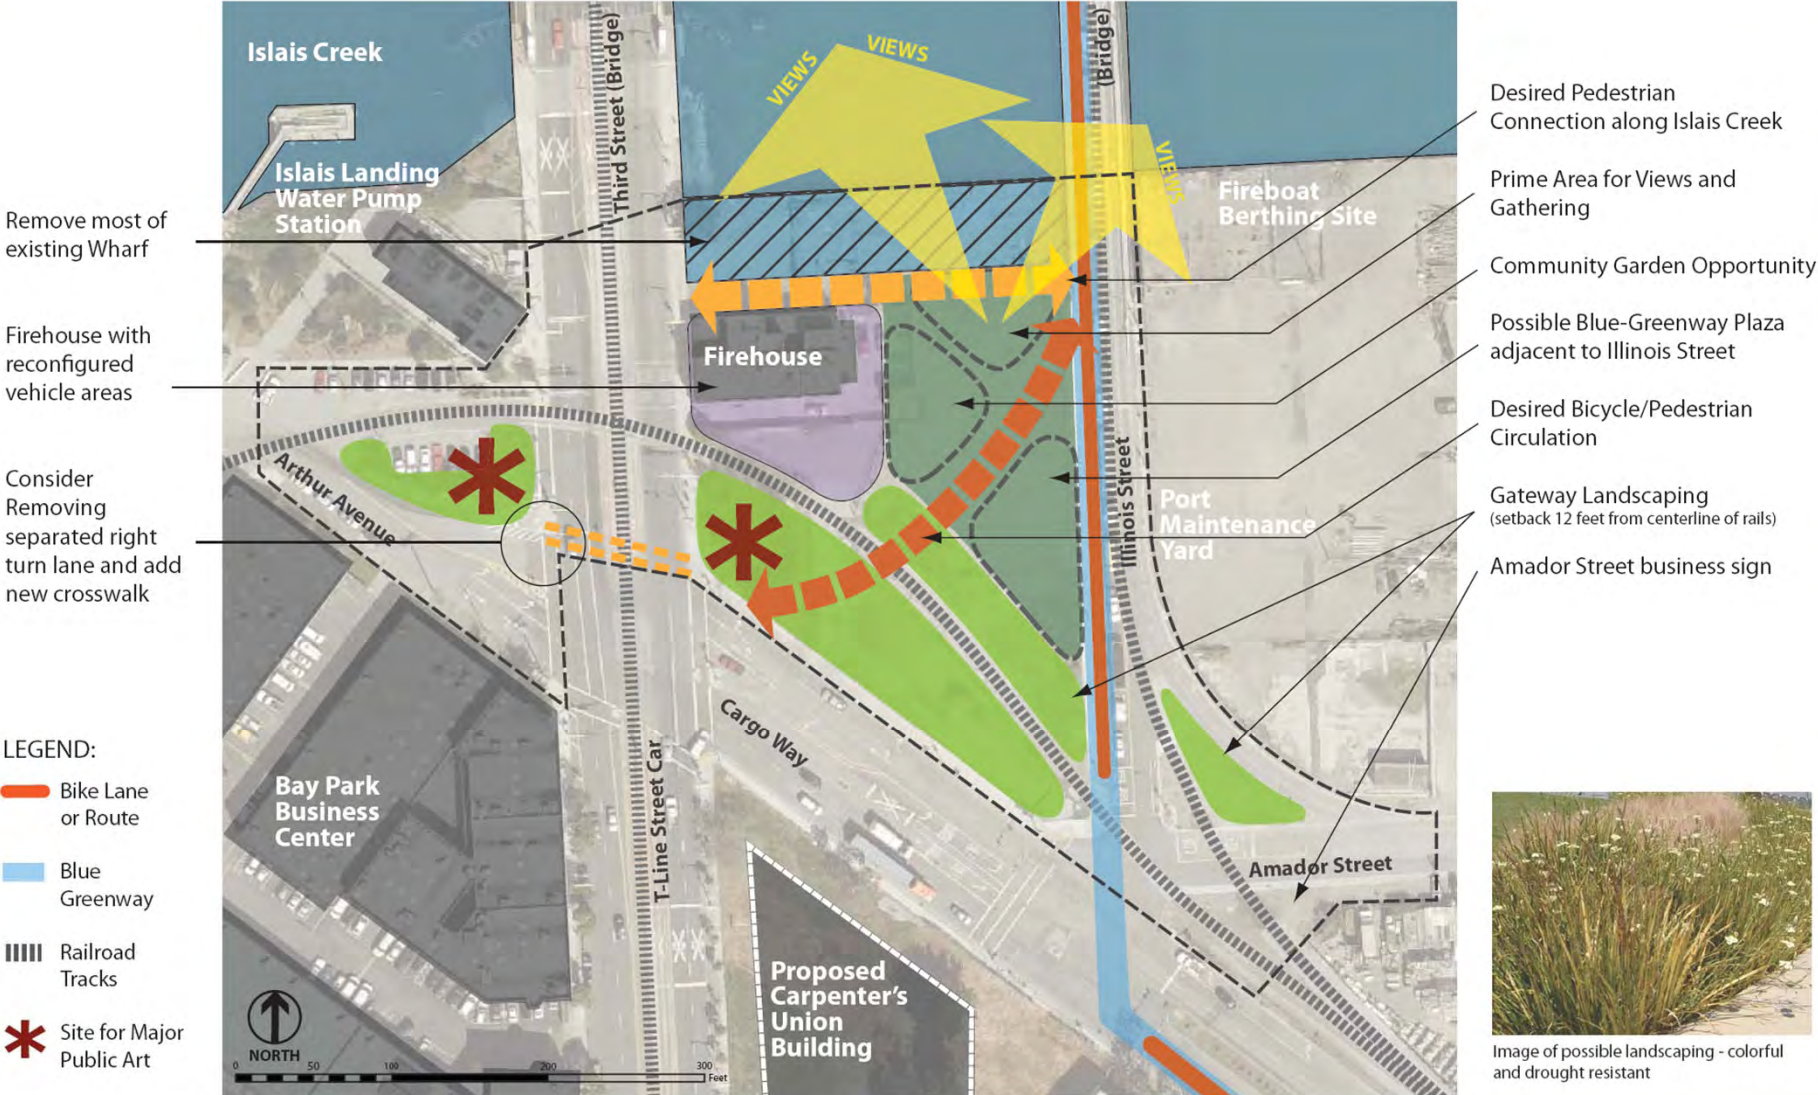 Islais Creek
Islais Landing
Water Pump
Station
Third Street (Bridge)
(Bridge)
VIEWS
VIEWS
VIEWS
Fireboat
Berthing Site
Firehouse
Port
Maintenance
Yard
Illinois Street
Arthur Avenue
Cargo Way
T-Line Street Car
Bay Park
Business
Center
Amador Street
Proposed
Carpenter's
Union
Building
Remove most of
existing Wharf
Firehouse with
reconfigured
vehicle areas
Consider
Removing
separated right
turn lane and add
new crosswalk
Desired Pedestrian
Connection along Islais Creek
Prime Area for Views and
Gathering
Community Garden Opportunity
Possible Blue-Greenway Plaza
adjacent to Illinois Street
Desired Bicycle/Pedestrian
Circulation
Gateway Landscaping
(setback 12 feet from centerline of rails)
Amador Street business sign
LEGEND:
Bike Lane
or Route
Blue
Greenway
Railroad
Tracks
Site for Major
Public Art
NORTH
0 50 100 200 300
Feet
Image of possible landscaping - colorful
and drought resistant